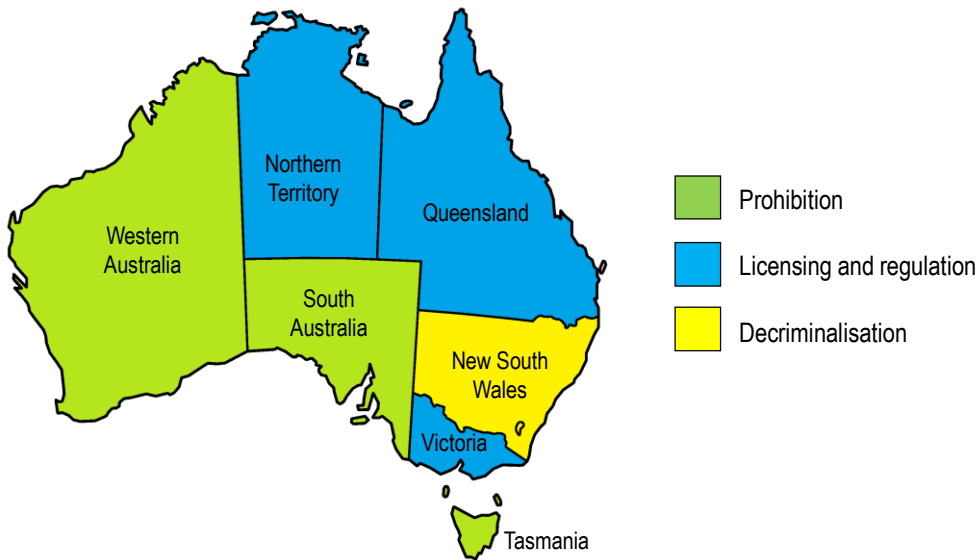 Northern
Territory
Queensland
Western
Australia
South
Australia
New South
Wales
Victoria
Tasmania
Prohibition
Licensing and regulation
Decriminalisation